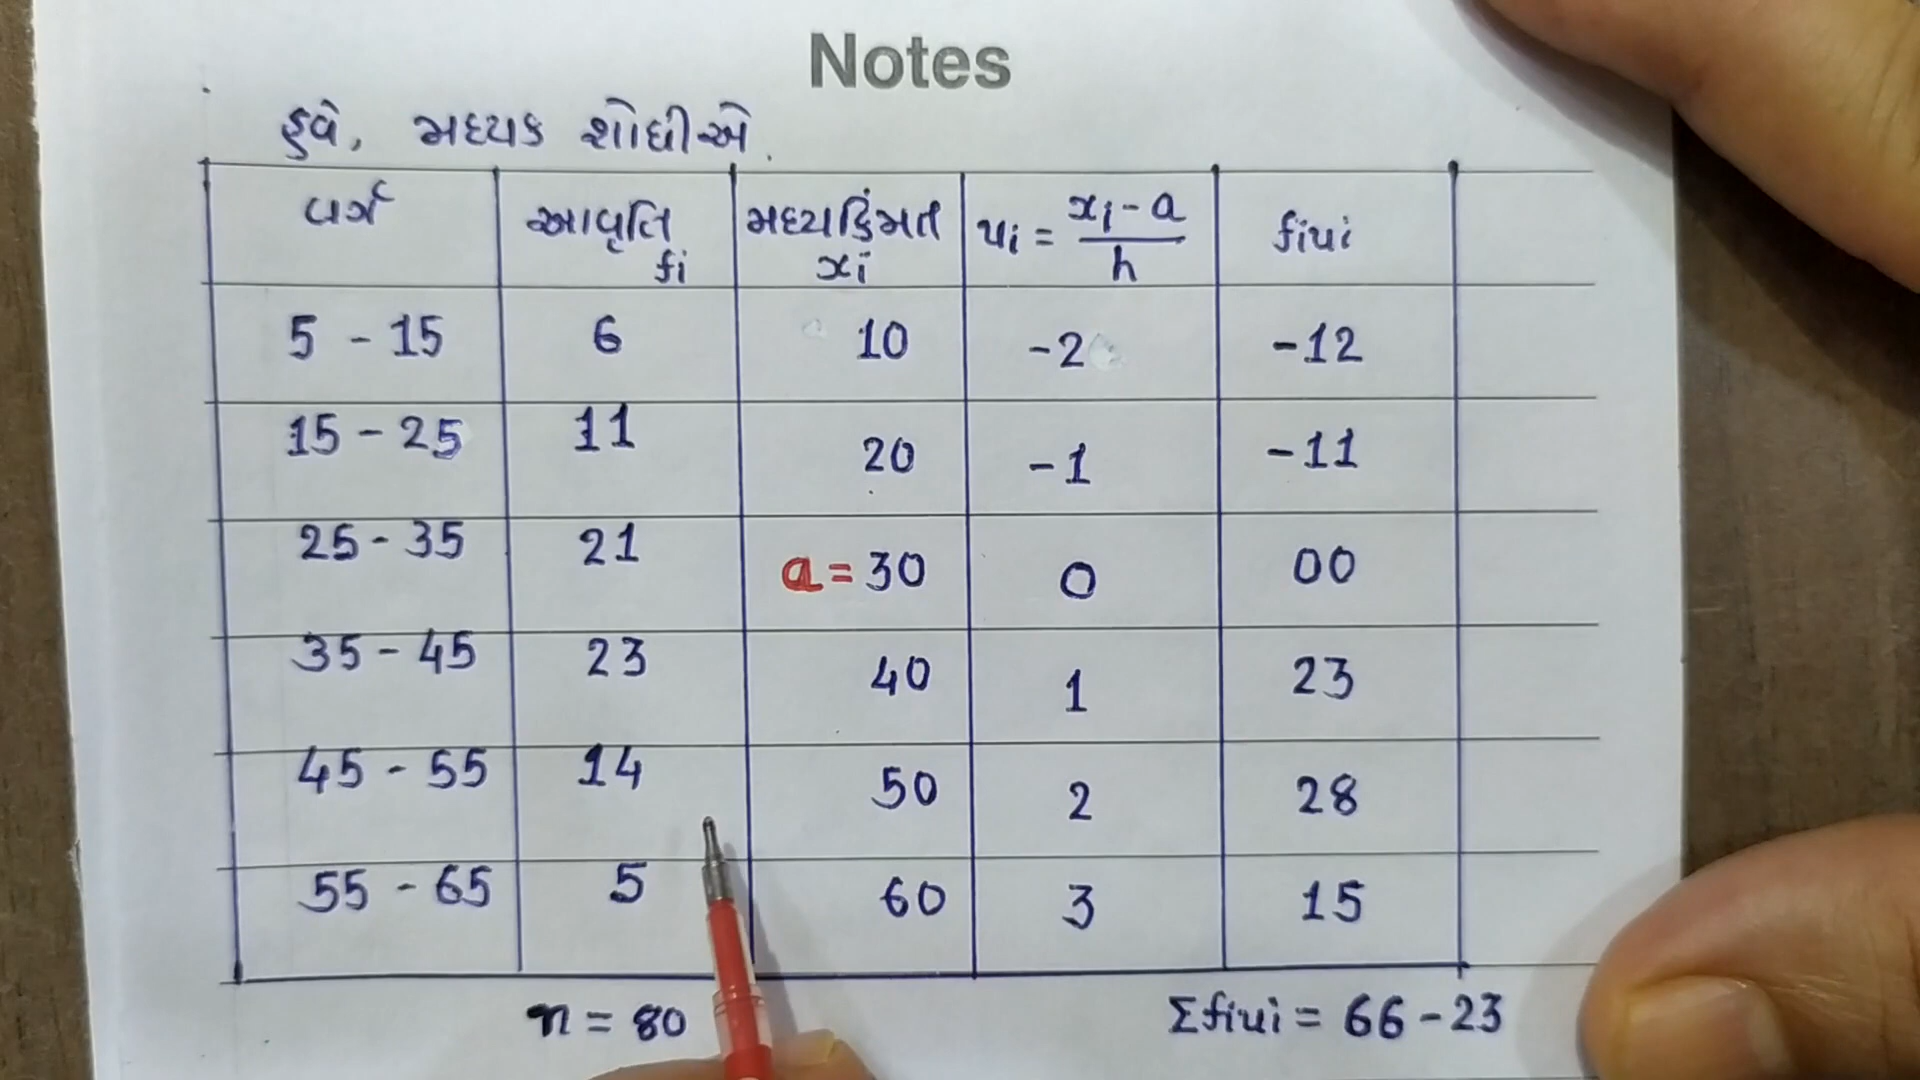 Notes
હવે, મધ્યક શોધીએ.
વર્ગ આવૃતિ fi મધ્યકિંમત xi ui = xi - a / h fiui
5 - 15 6 10 -2 -12
15 - 25 11 20 -1 -11
25 - 35 21 a = 30 0 00
35 - 45 23 40 1 23
45 - 55 14 50 2 28
55 - 65 5 60 3 15
n = 80 Σfiui = 66 - 23